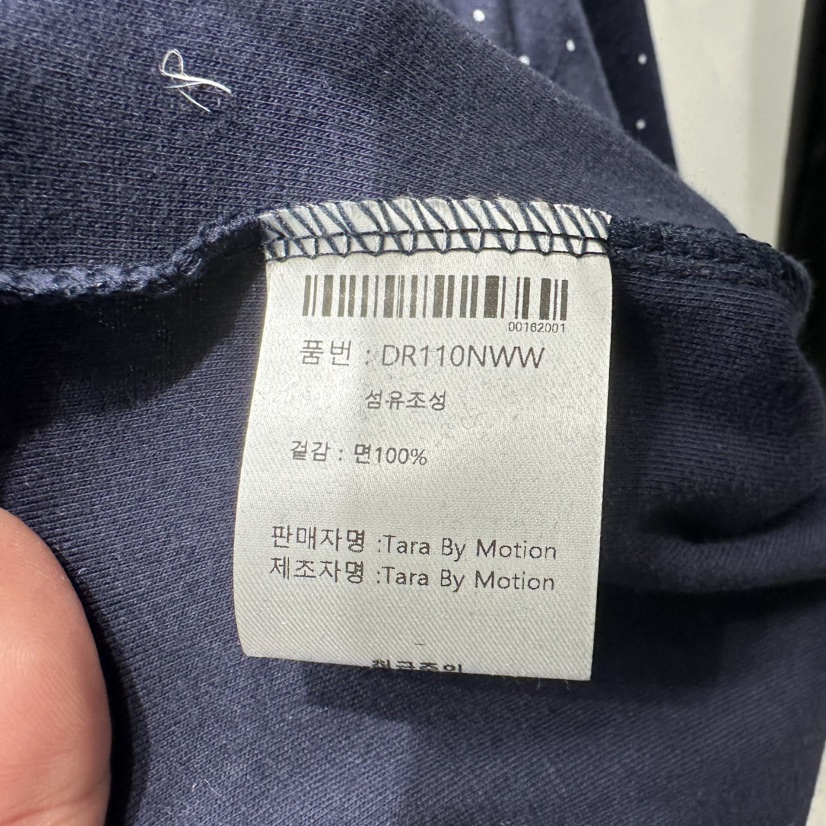 00162001
품번 : DR110NWW
섬유조성
겉감 : 면100%
판매자명 :Tara By Motion
제조자명 :Tara By Motion